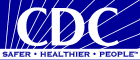 CDC
SAFER • HEALTHIER • PEOPLE™